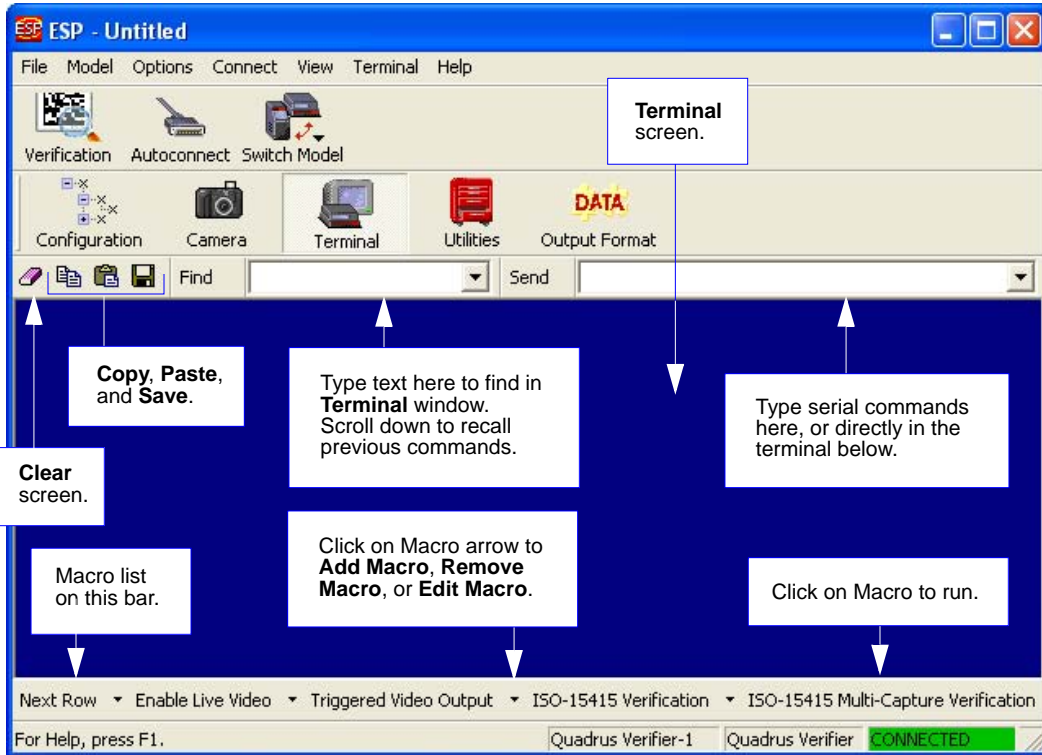 ESP ESP - Untitled
File Model Options Connect View Terminal Help
Verification Autoconnect Switch Model
Terminal
screen.
Configuration Camera Terminal Utilities DATA Output Format
Find Send
Copy, Paste,
and Save.
Type text here to find in
Terminal window.
Scroll down to recall
previous commands.
Type serial commands
here, or directly in the
terminal below.
Clear
screen.
Macro list
on this bar.
Click on Macro arrow to
Add Macro, Remove
Macro, or Edit Macro.
Click on Macro to run.
Next Row Enable Live Video Triggered Video Output ISO-15415 Verification ISO-15415 Multi-Capture Verification
For Help, press F1. Quadrus Verifier-1 Quadrus Verifier CONNECTED